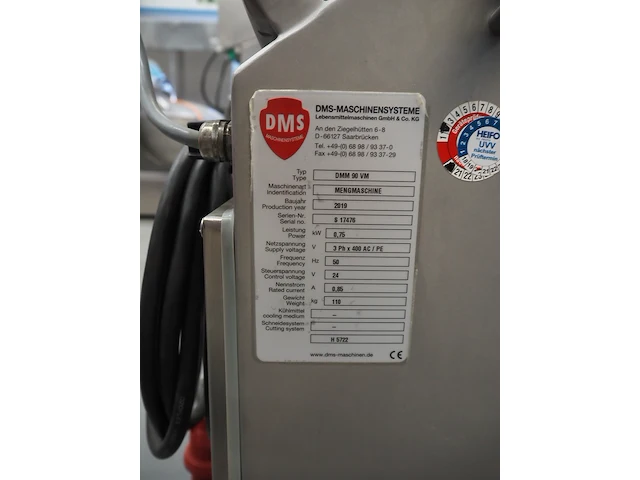 DMS
MASCHINENSYSTEME
DMS-MASCHINENSYSTEME
Lebensmittelmaschinen GmbH & Co. KG
An den Ziegelhütten 6-8
D-66127 Saarbrücken
Tel. +49-(0) 68 98 / 93 37-0
Fax +49-(0) 68 98 / 93 37-29
Typ
Type
DMM 90 VM
Maschinenart
Indentification
MENGMASCHINE
Baujahr
Production year
2019
Serien-Nr.
Serial no.
S 17476
Leistung
Power
kW
0,75
Netzspannung
Supply voltage
V
3 Ph x 400 AC / PE
Frequenz
Frequency
Hz
50
Steuerspannung
Control voltage
V
24
Nennstrom
Rated current
A
0,85
Gewicht
Weight
kg
110
Kühlmittel
cooling medium
–
Schneidesystem
Cutting system
–
H 5722
www.dms-maschinen.de
CE
HEIFO
UVV
nächster
Prüftermin